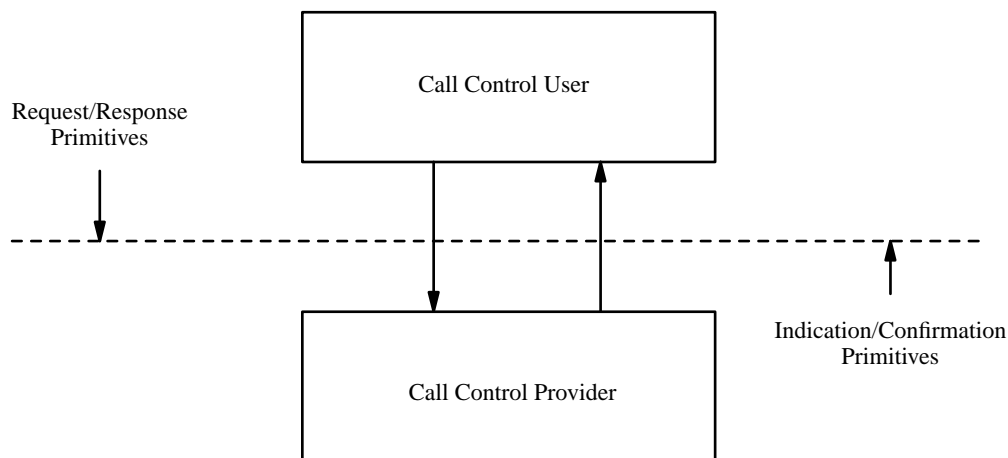 Call Control User
Request/Response
Primitives
Indication/Confirmation
Primitives
Call Control Provider